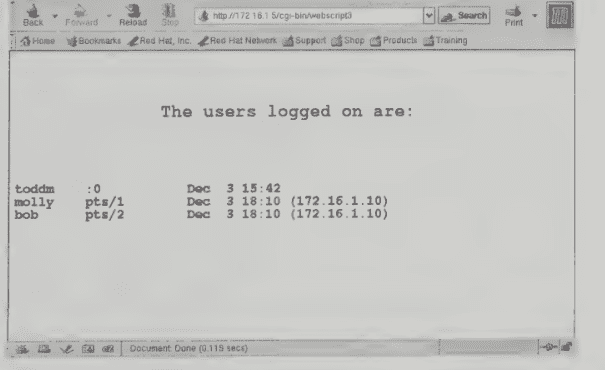 Back Forward Reload Stop http://172.16.1.5/cgi-bin/webscript3 Search Print
Home Bookmarks Red Hat, Inc. Red Hat Network Support Shop Products Training
The users logged on are:
toddm :0 Dec 3 15:42
molly pts/1 Dec 3 18:10 (172.16.1.10)
bob pts/2 Dec 3 18:10 (172.16.1.10)
Document: Done (0.115 secs)